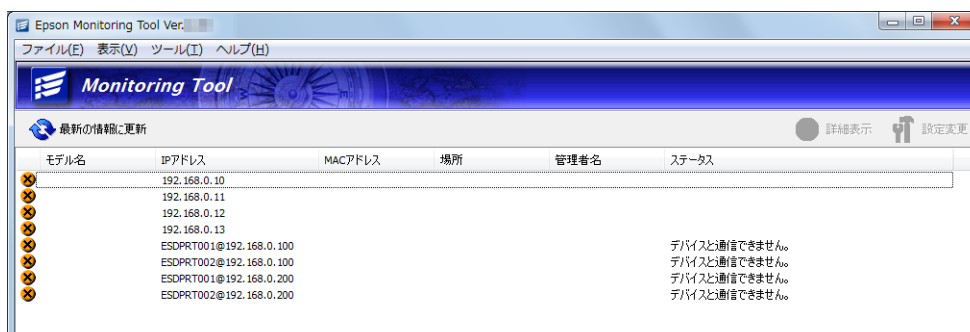 Epson Monitoring Tool Ver.
ファイル(F) 表示(V) ツール(T) ヘルプ(H)
Monitoring Tool
最新の情報に更新 詳細表示 設定変更
モデル名 IPアドレス MACアドレス 場所 管理者名 ステータス
192.168.0.10
192.168.0.11
192.168.0.12
192.168.0.13
ESDPRT001@192.168.0.100 デバイスと通信できません。
ESDPRT002@192.168.0.100 デバイスと通信できません。
ESDPRT001@192.168.0.200 デバイスと通信できません。
ESDPRT002@192.168.0.200 デバイスと通信できません。